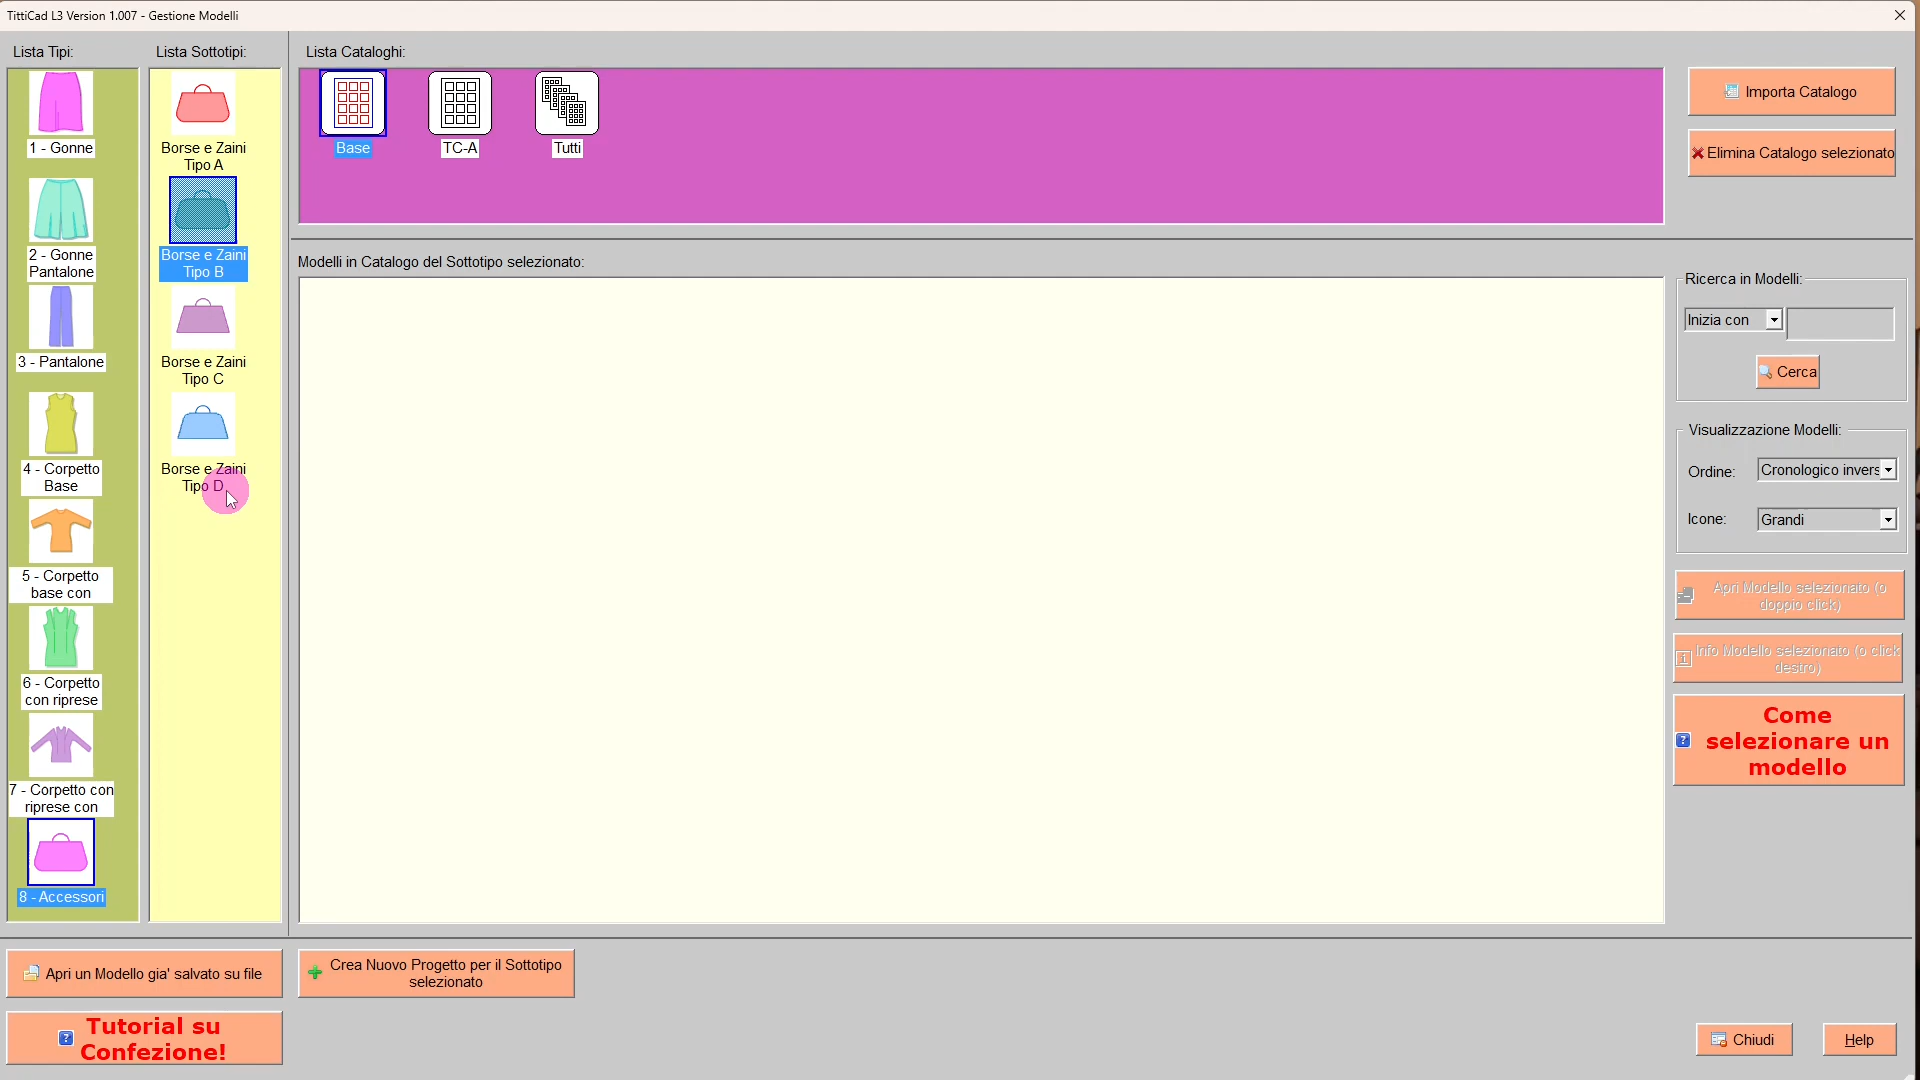 TittiCad L3 Version 1.007 - Gestione Modelli
Lista Tipi:
Lista Sottotipi:
Lista Cataloghi:
1 - Gonne
2 - Gonne
Pantalone
3 - Pantalone
4 - Corpetto
Base
5 - Corpetto
base con
6 - Corpetto
con riprese
7 - Corpetto con
riprese con
8 - Accessori
Borse e Zaini
Tipo A
Borse e Zaini
Tipo B
Borse e Zaini
Tipo C
Borse e Zaini
Tipo D
Base
TC-A
Tutti
Importa Catalogo
Elimina Catalogo selezionato
Modelli in Catalogo del Sottotipo selezionato:
Ricerca in Modelli:
Inizia con
Cerca
Visualizzazione Modelli:
Ordine:
Cronologico invers
Icone:
Grandi
Apri Modello selezionato (o
doppio click)
Info Modello selezionato (o click
destro)
Come
selezionare un
modello
Apri un Modello gia' salvato su file
Crea Nuovo Progetto per il Sottotipo
selezionato
Tutorial su
Confezione!
Chiudi
Help